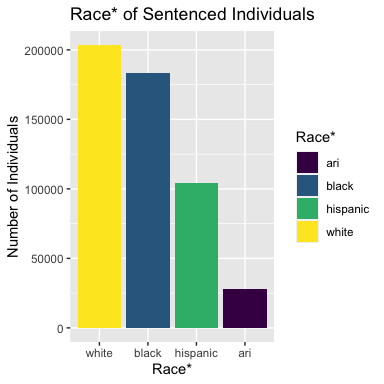 Race* of Sentenced Individuals
200000
150000
100000
50000
0
Number of Individuals
white black hispanic ari
Race*
Race*
ari
black
hispanic
white